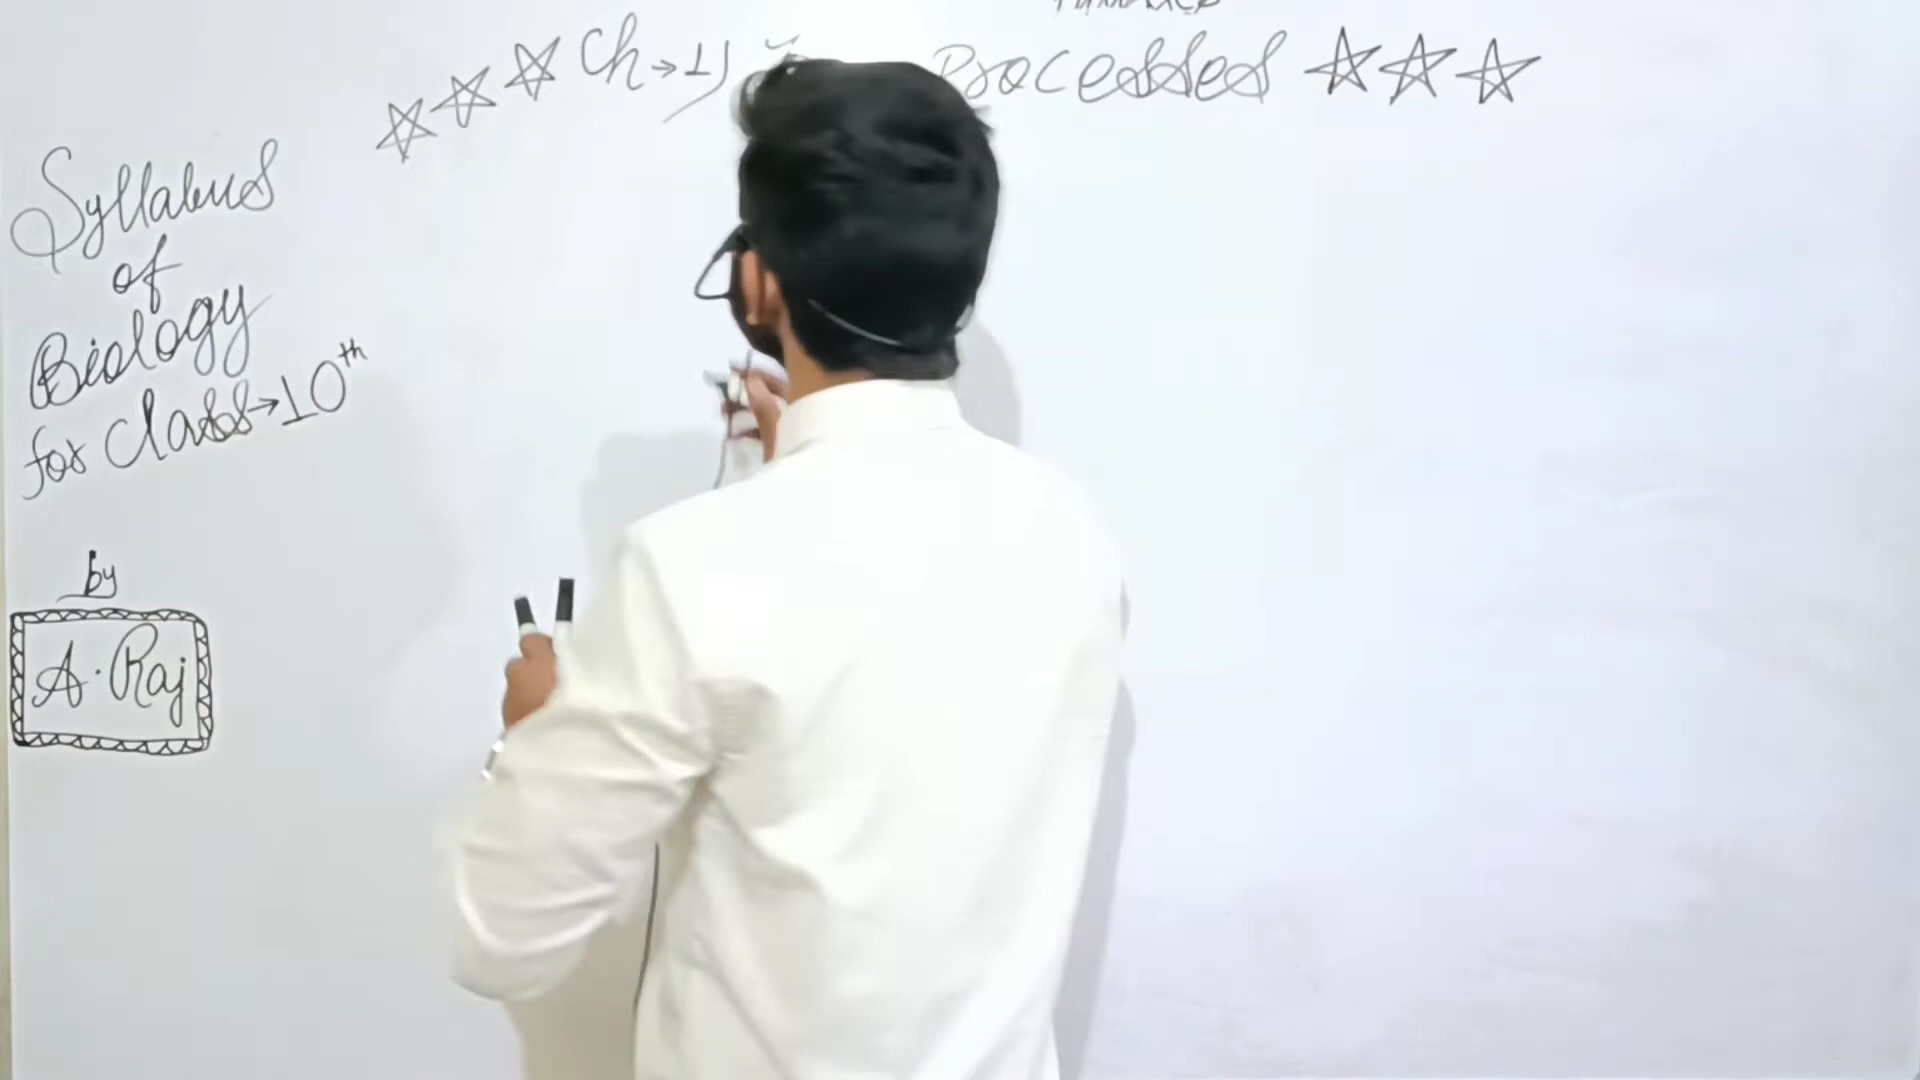 ☆☆☆ Ch→1) Processes ☆☆☆
Syllabus
of
Biology
for Class→10th
by
A. Raj